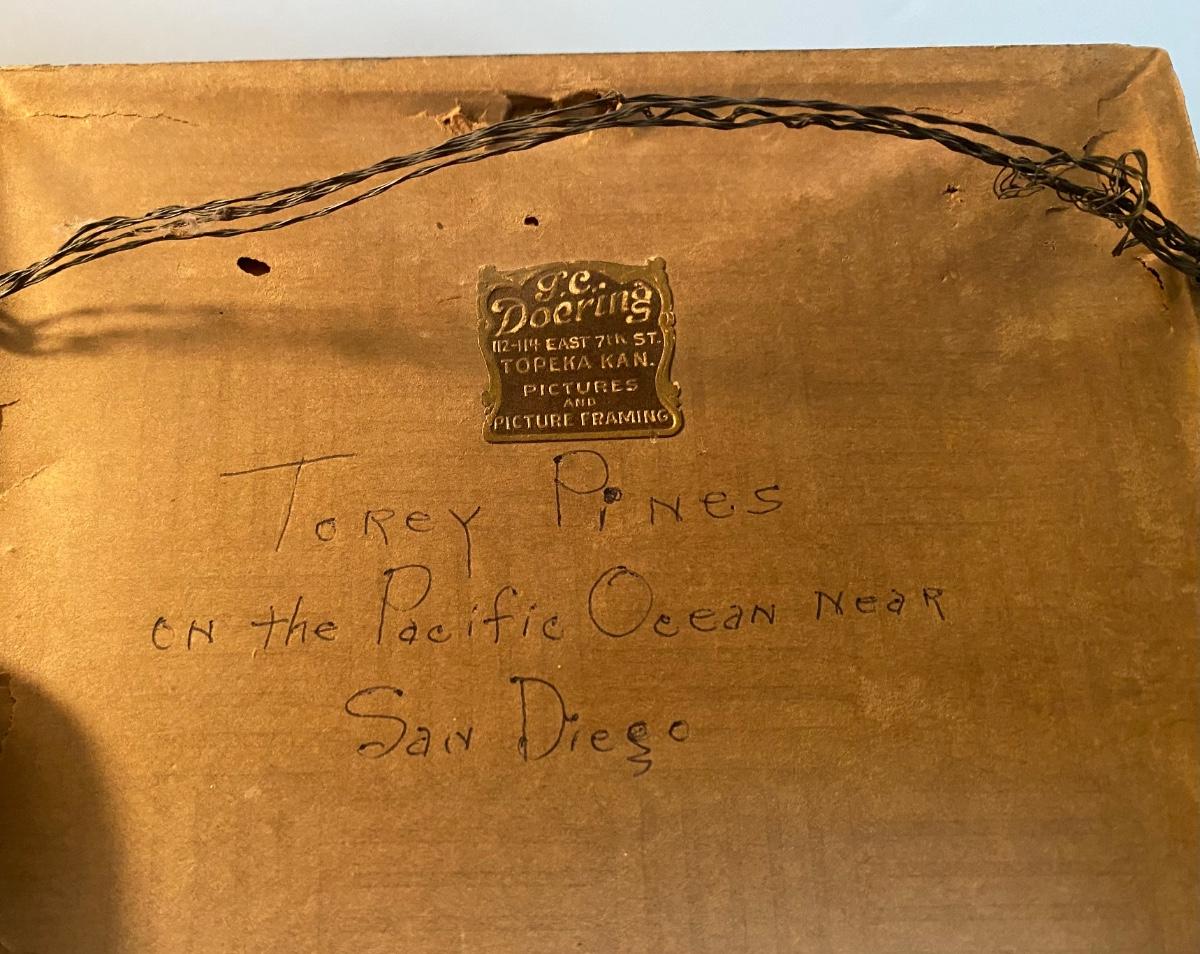 G.C.
Doering
112-114 EAST 7TH ST.
TOPEKA KAN.
PICTURES
AND
PICTURE FRAMING
Torey Pines
on the Pacific Ocean near
San Diego